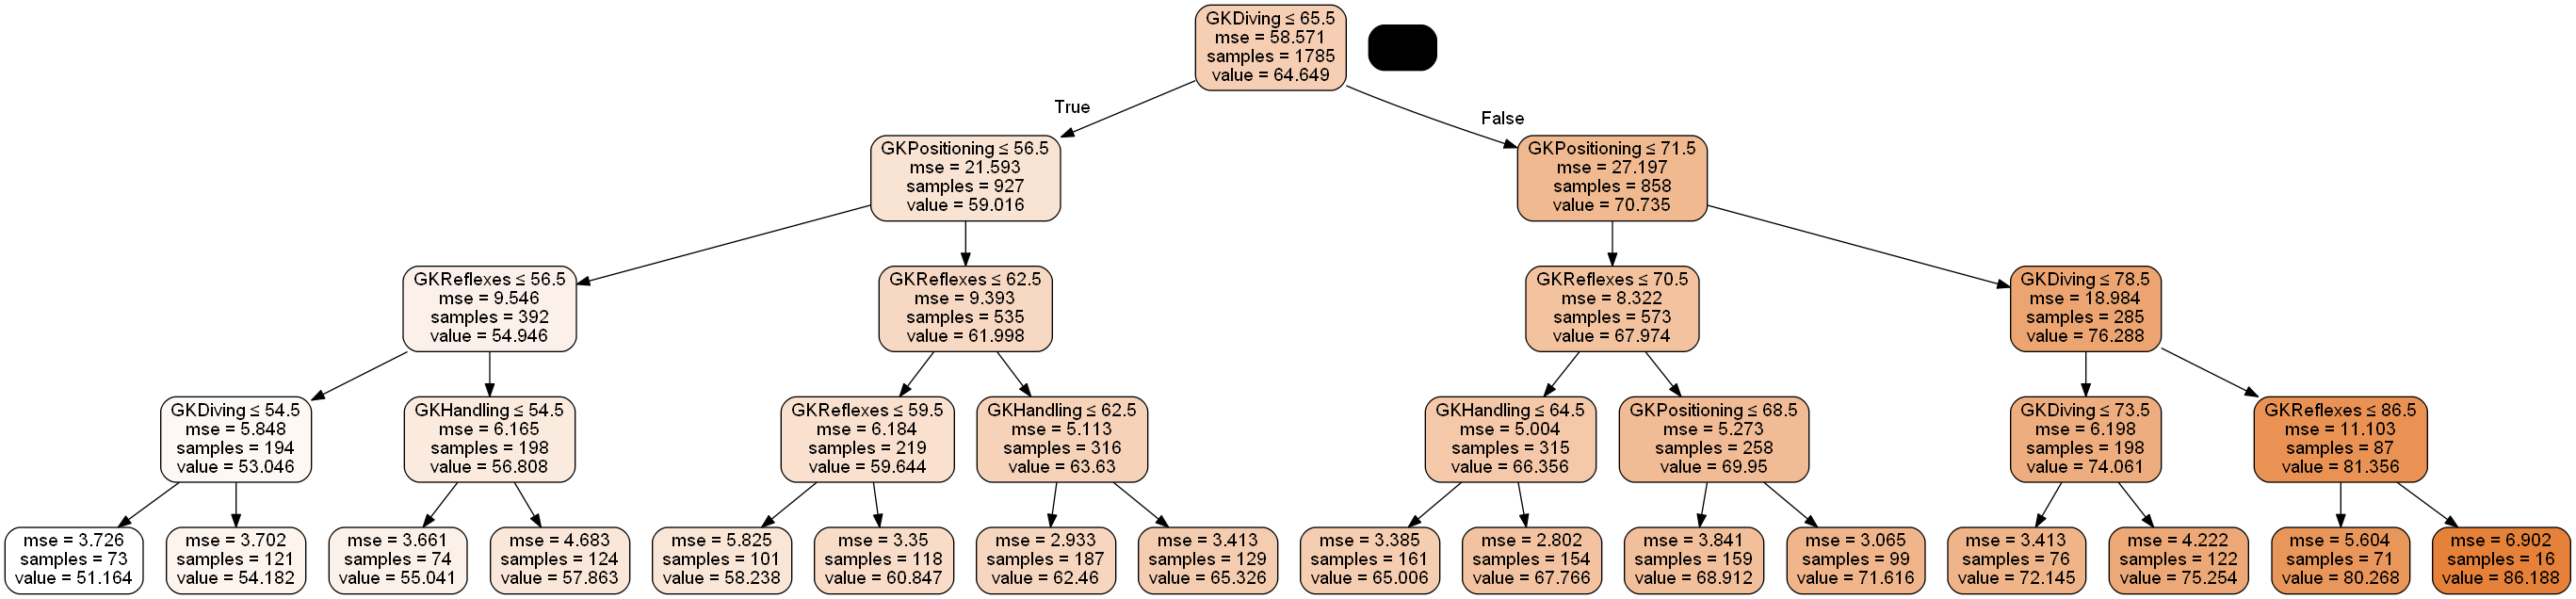 GKDiving ≤ 65.5
mse = 58.571
samples = 1785
value = 64.649
True
False
GKPositioning ≤ 56.5
mse = 21.593
samples = 927
value = 59.016
GKPositioning ≤ 71.5
mse = 27.197
samples = 858
value = 70.735
GKReflexes ≤ 56.5
mse = 9.546
samples = 392
value = 54.946
GKReflexes ≤ 62.5
mse = 9.393
samples = 535
value = 61.998
GKReflexes ≤ 70.5
mse = 8.322
samples = 573
value = 67.974
GKDiving ≤ 78.5
mse = 18.984
samples = 285
value = 76.288
GKDiving ≤ 54.5
mse = 5.848
samples = 194
value = 53.046
GKHandling ≤ 54.5
mse = 6.165
samples = 198
value = 56.808
GKReflexes ≤ 59.5
mse = 6.184
samples = 219
value = 59.644
GKHandling ≤ 62.5
mse = 5.113
samples = 316
value = 63.63
GKHandling ≤ 64.5
mse = 5.004
samples = 315
value = 66.356
GKPositioning ≤ 68.5
mse = 5.273
samples = 258
value = 69.95
GKDiving ≤ 73.5
mse = 6.198
samples = 198
value = 74.061
GKReflexes ≤ 86.5
mse = 11.103
samples = 87
value = 81.356
mse = 3.726
samples = 73
value = 51.164
mse = 3.702
samples = 121
value = 54.182
mse = 3.661
samples = 74
value = 55.041
mse = 4.683
samples = 124
value = 57.863
mse = 5.825
samples = 101
value = 58.238
mse = 3.35
samples = 118
value = 60.847
mse = 2.933
samples = 187
value = 62.46
mse = 3.413
samples = 129
value = 65.326
mse = 3.385
samples = 161
value = 65.006
mse = 2.802
samples = 154
value = 67.766
mse = 3.841
samples = 159
value = 68.912
mse = 3.065
samples = 99
value = 71.616
mse = 3.413
samples = 76
value = 72.145
mse = 4.222
samples = 122
value = 75.254
mse = 5.604
samples = 71
value = 80.268
mse = 6.902
samples = 16
value = 86.188